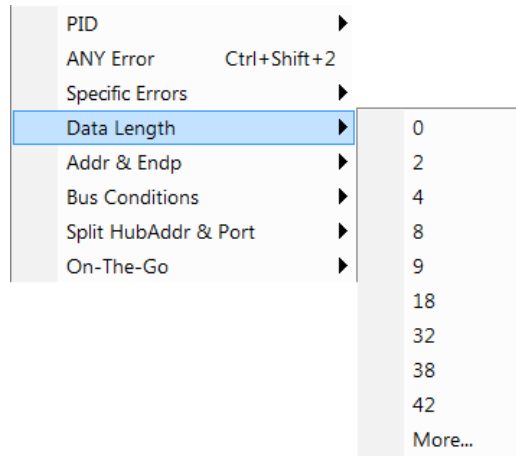 PID
ANY Error Ctrl+Shift+2
Specific Errors
Data Length
Addr & Endp
Bus Conditions
Split HubAddr & Port
On-The-Go
0
2
4
8
9
18
32
38
42
More...